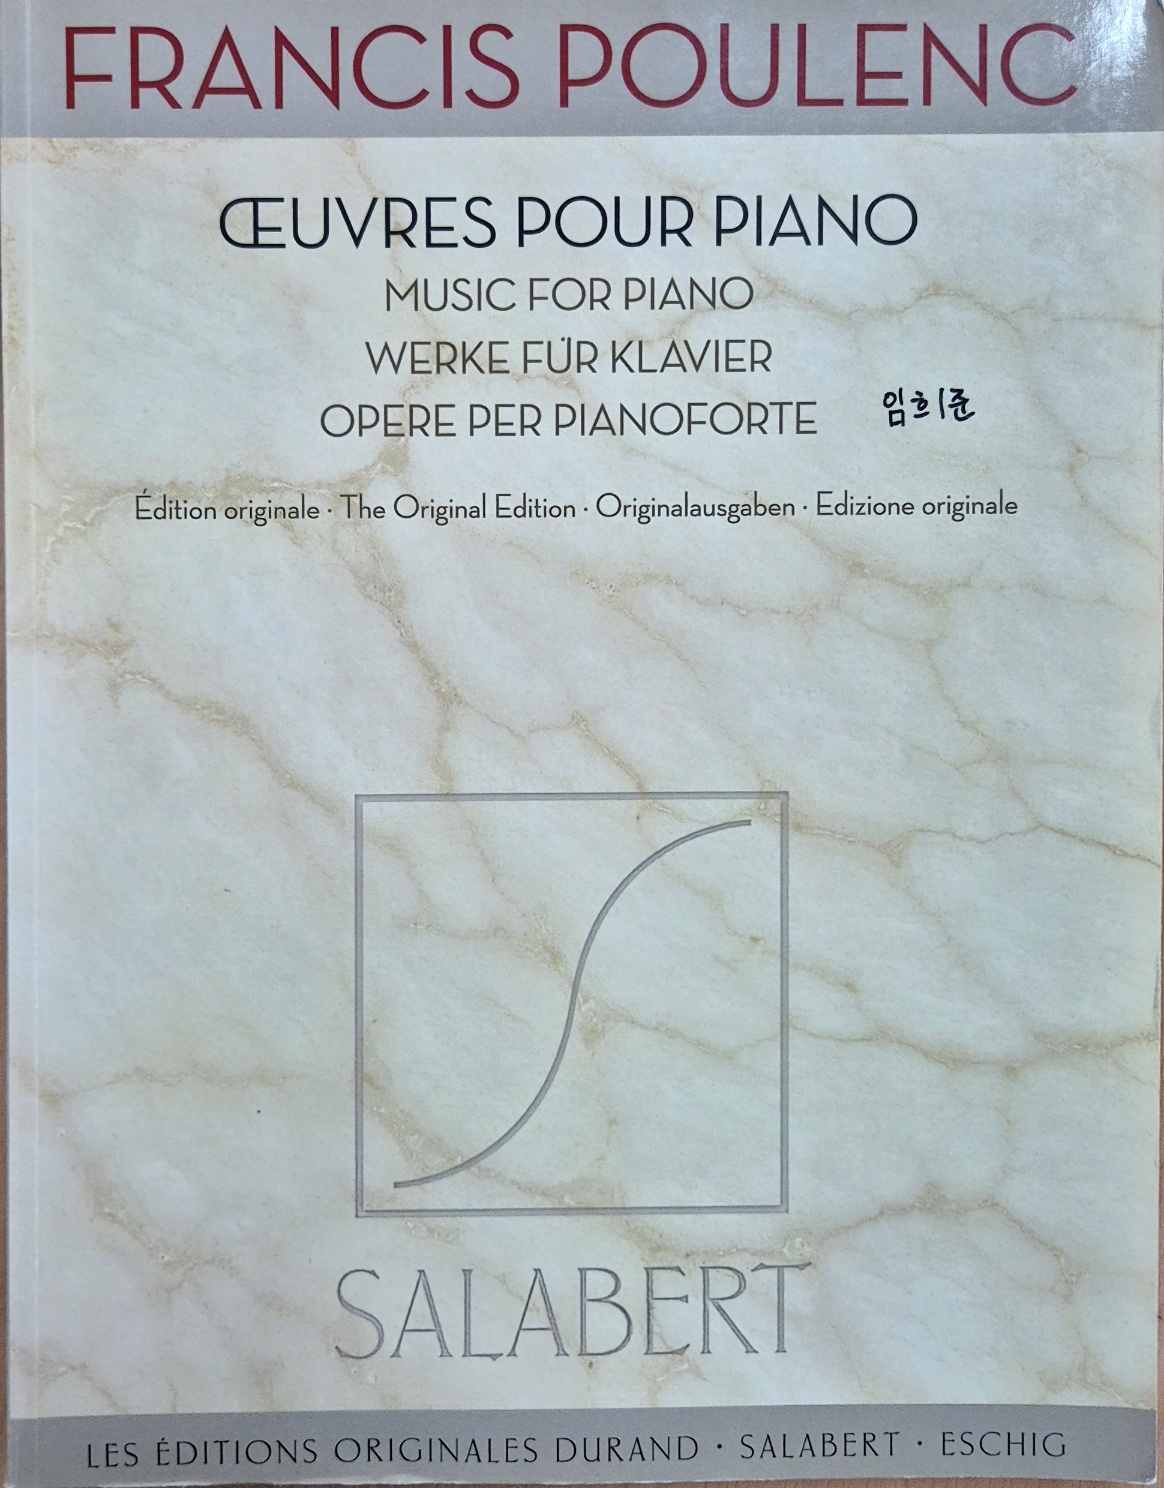 FRANCIS POULENC
ŒUVRES POUR PIANO
MUSIC FOR PIANO
WERKE FÜR KLAVIER
OPERE PER PIANOFORTE
임희준
Édition originale · The Original Edition · Originalausgaben · Edizione originale
SALABERT
LES ÉDITIONS ORIGINALES DURAND · SALABERT · ESCHIG